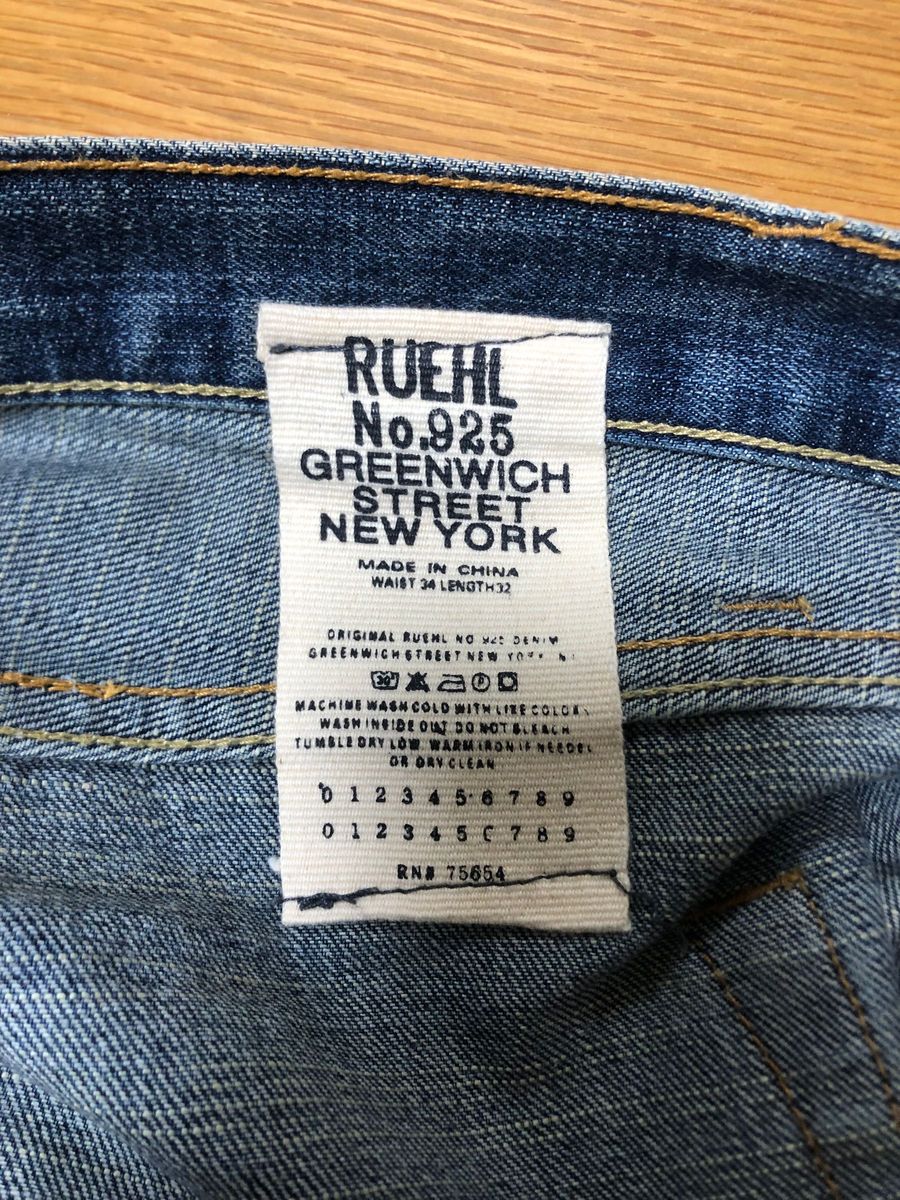 RUEHL
No.925
GREENWICH
STREET
NEW YORK
MADE IN CHINA
WAIST 34 LENGTH 32
ORIGINAL RUEHL NO 925 DENIM
GREENWICH STREET NEW YORK
MACHINE WASH COLD WITH LIKE COLORS
WASH INSIDE OUT DO NOT BLEACH
TUMBLE DRY LOW WARM IRON IF NEEDED
OR DRY CLEAN
0 1 2 3 4 5 6 7 8 9
0 1 2 3 4 5 6 7 8 9
RN# 75654